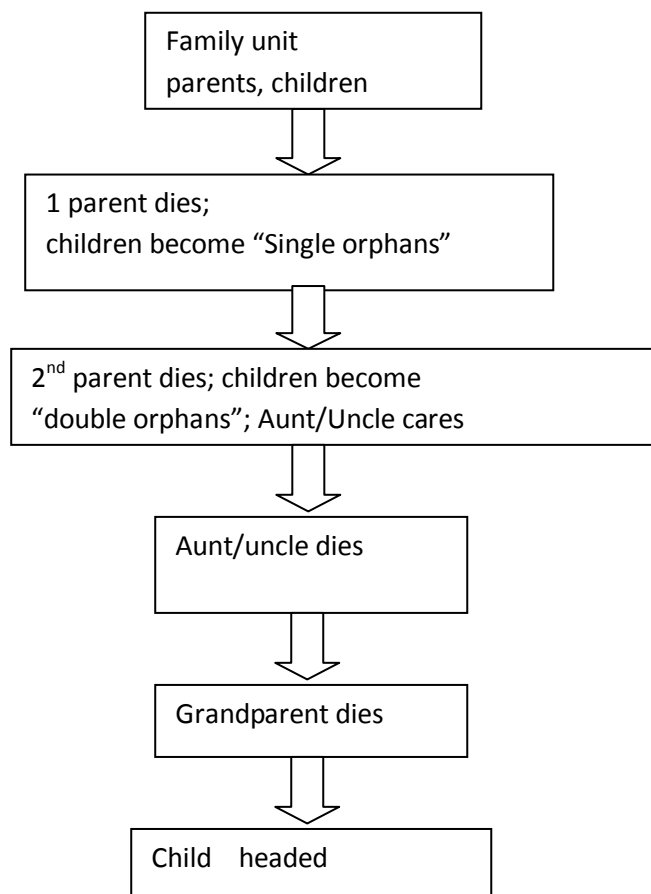 Family unit
parents, children
1 parent dies;
children become “Single orphans”
2nd parent dies; children become
“double orphans”; Aunt/Uncle cares
Aunt/uncle dies
Grandparent dies
Child headed